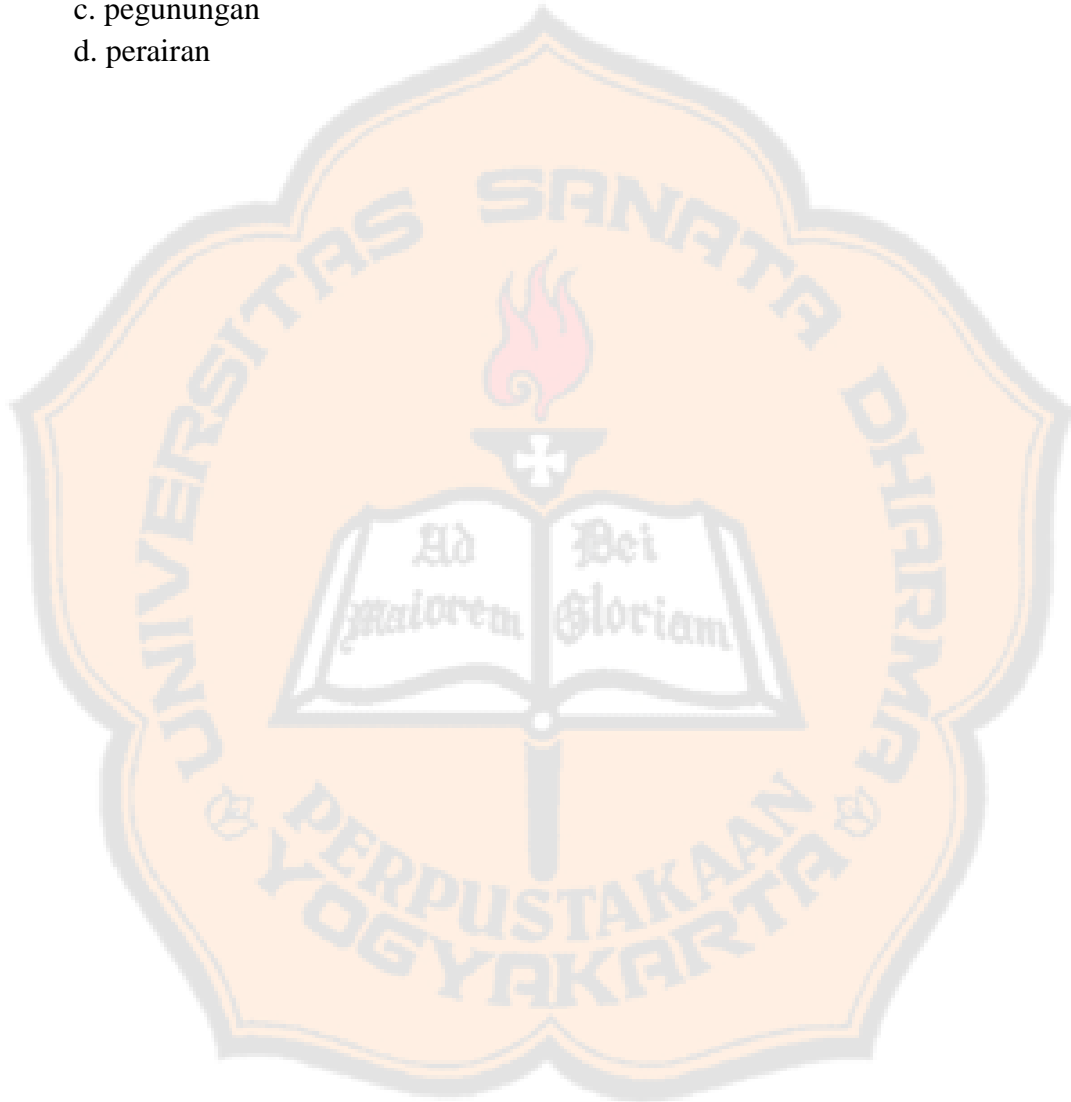 c. pegunungan
d. perairan
UNIVERSITAS SANATA DHARMA
Ad Dei
Maiorem Gloriam
PERPUSTAKAAN
YOGYAKARTA